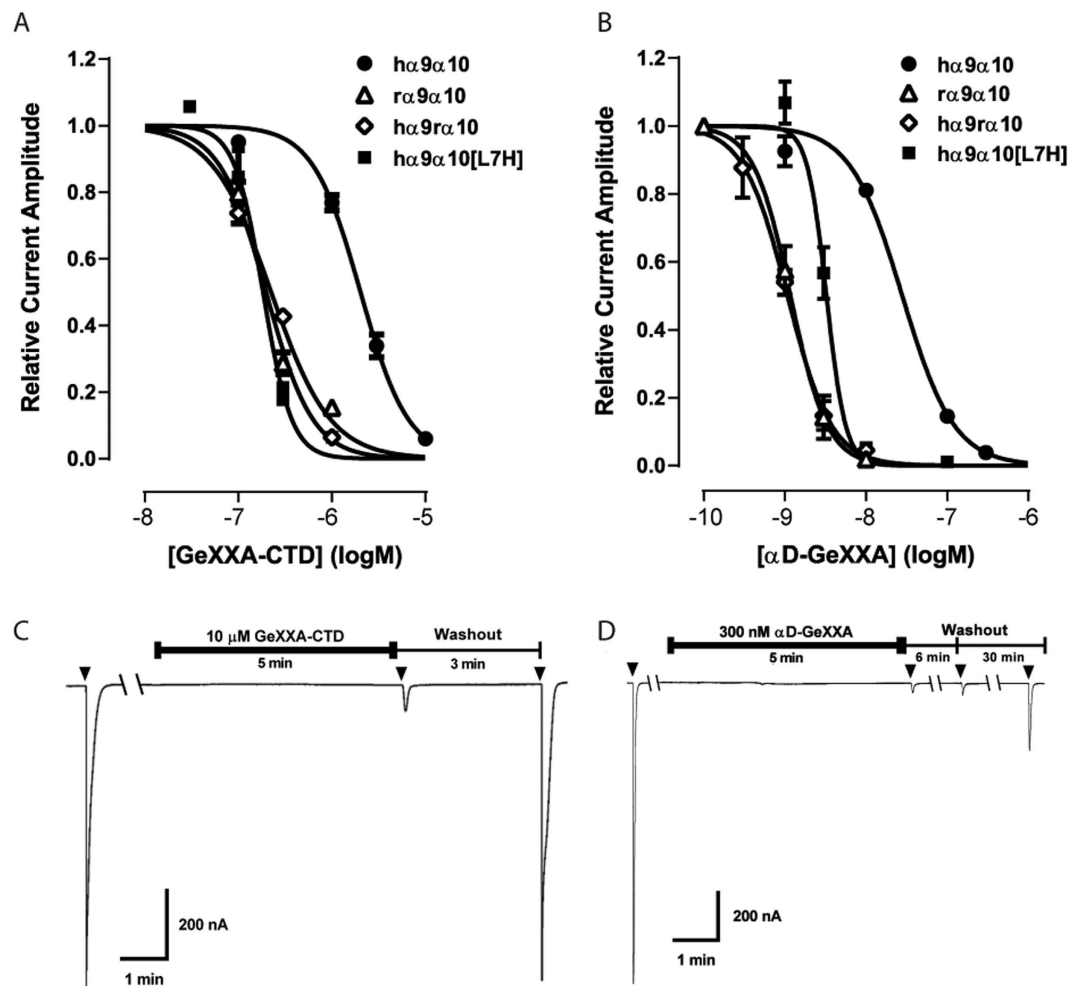 A
1.2
1.0
0.8
0.6
0.4
0.2
0.0
Relative Current Amplitude
hα9α10
rα9α10
hα9rα10
hα9α10[L7H]
-8
-7
-6
-5
[GeXXA-CTD] (logM)
B
1.2
1.0
0.8
0.6
0.4
0.2
0.0
Relative Current Amplitude
hα9α10
rα9α10
hα9rα10
hα9α10[L7H]
-10
-9
-8
-7
-6
[αD-GeXXA] (logM)
C
10 μM GeXXA-CTD
Washout
5 min
3 min
200 nA
1 min
D
300 nM αD-GeXXA
Washout
5 min
6 min
30 min
200 nA
1 min